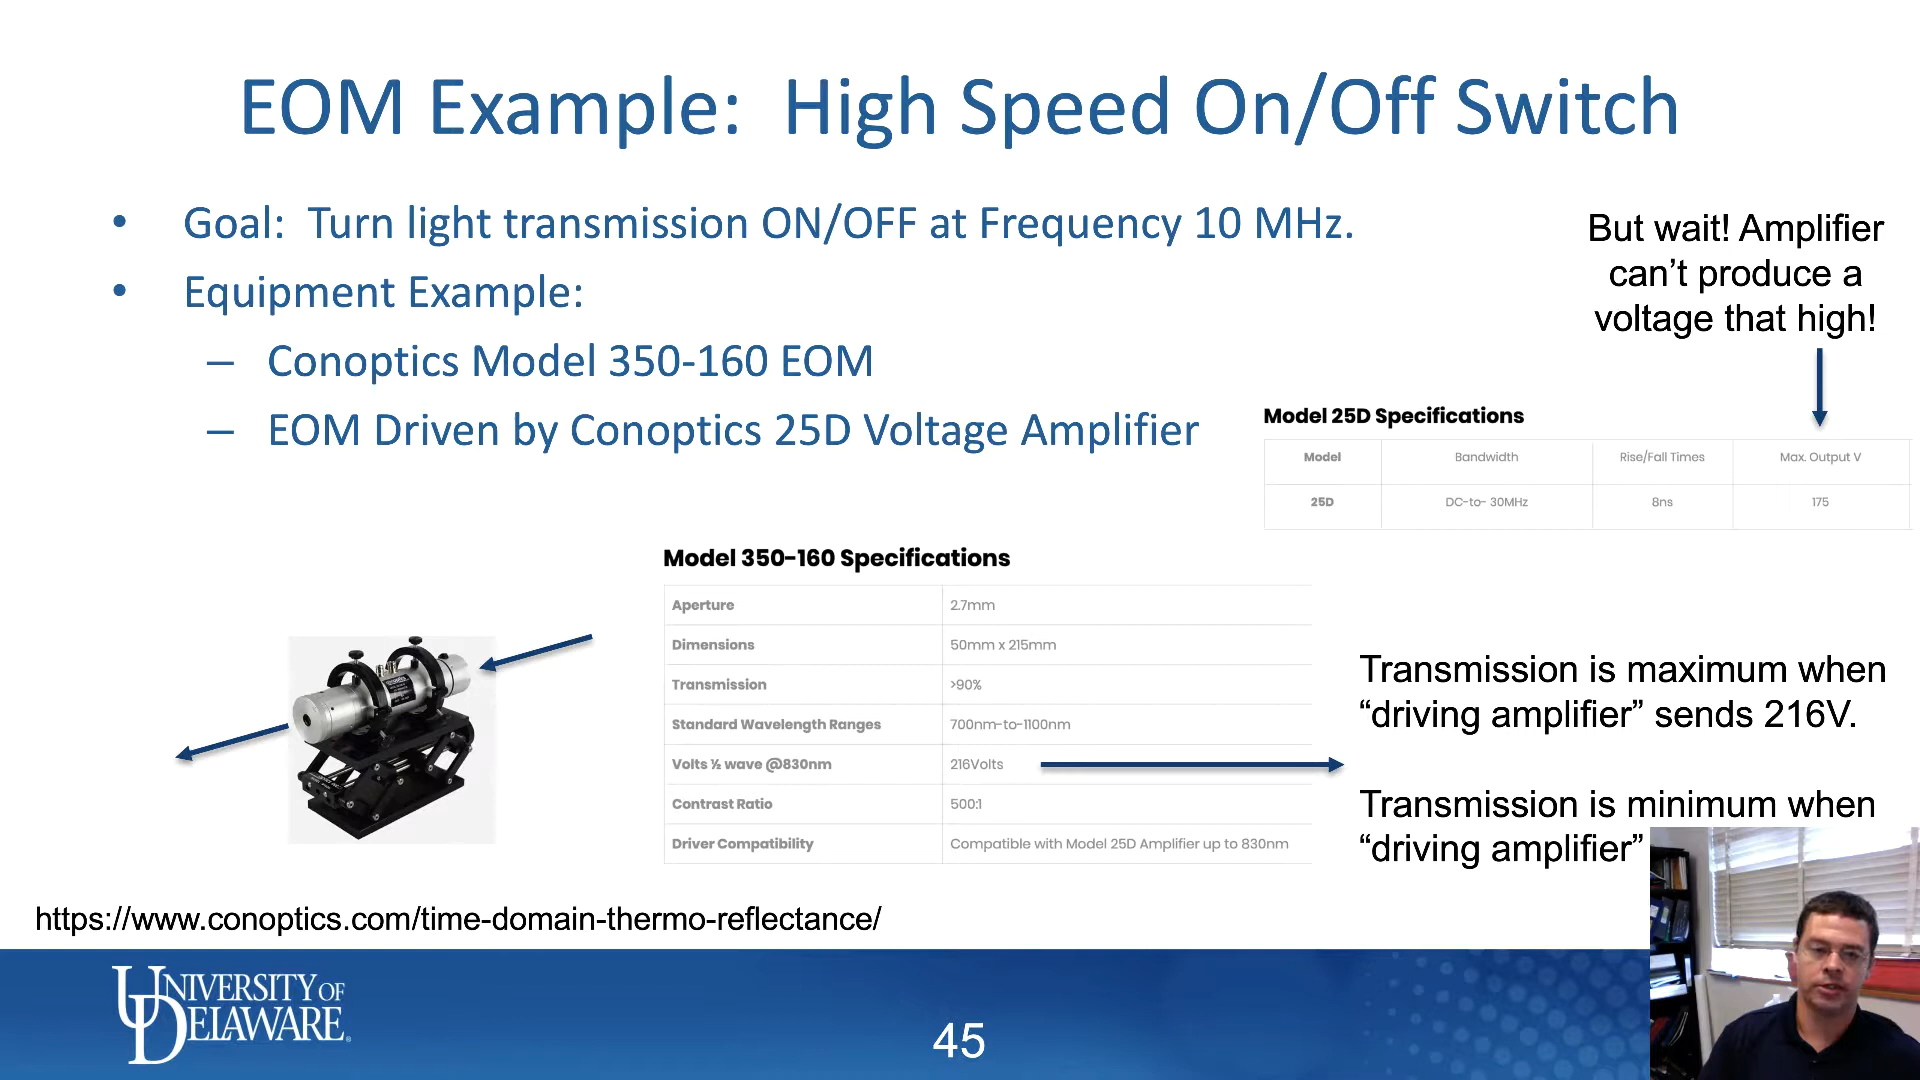 EOM Example: High Speed On/Off Switch
• Goal: Turn light transmission ON/OFF at Frequency 10 MHz.
• Equipment Example:
– Conoptics Model 350-160 EOM
– EOM Driven by Conoptics 25D Voltage Amplifier
But wait! Amplifier
can't produce a
voltage that high!
Model 25D Specifications
Model Bandwidth Rise/Fall Times Max. Output V
25D DC-to- 30MHz 8ns 175
Model 350-160 Specifications
Aperture 2.7mm
Dimensions 50mm x 215mm
Transmission >90%
Standard Wavelength Ranges 700nm-to-1100nm
Volts ½ wave @830nm 216Volts
Contrast Ratio 500:1
Driver Compatibility Compatible with Model 25D Amplifier up to 830nm
Transmission is maximum when
“driving amplifier” sends 216V.
Transmission is minimum when
“driving amplifier”
https://www.conoptics.com/time-domain-thermo-reflectance/
UNIVERSITY OF
DELAWARE.
45